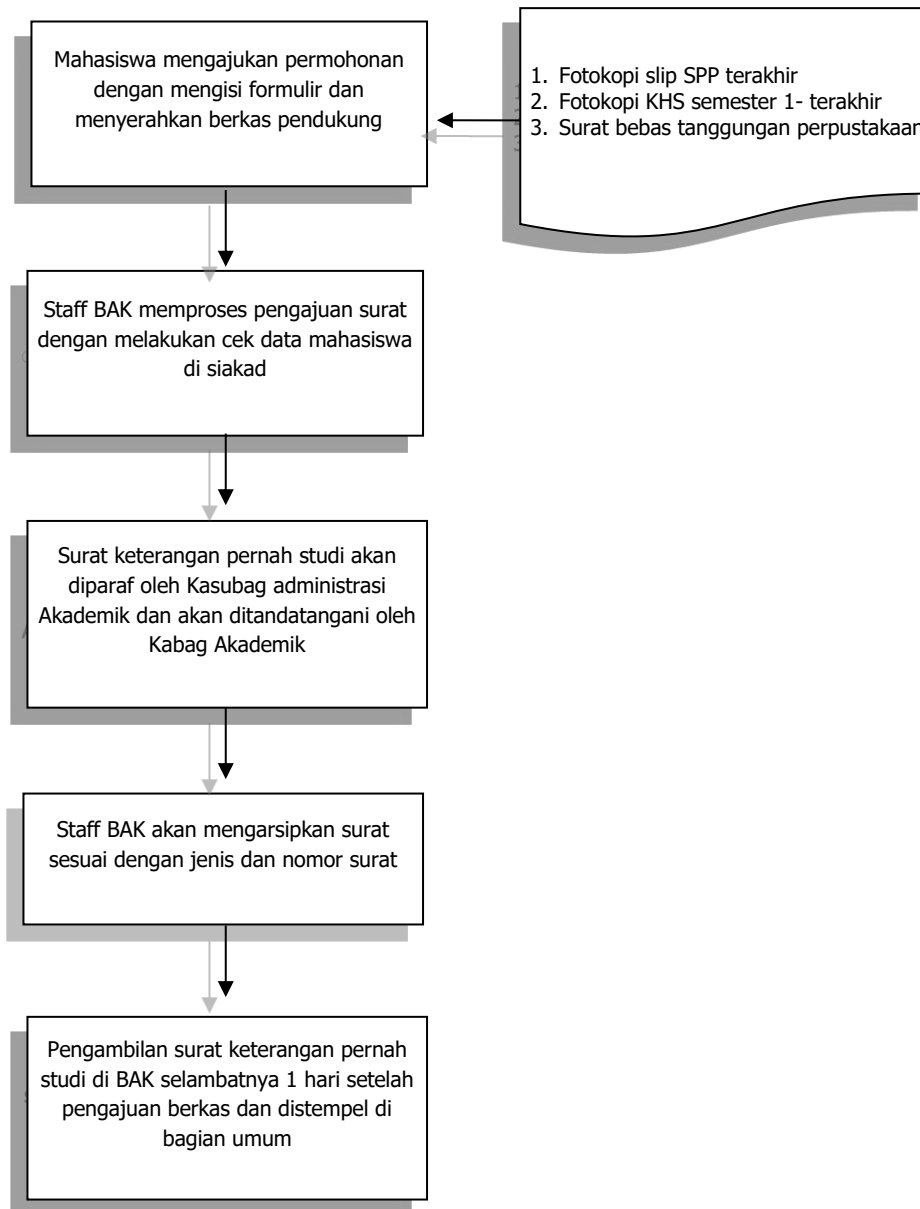 Mahasiswa mengajukan permohonan
dengan mengisi formulir dan
menyerahkan berkas pendukung
1. Fotokopi slip SPP terakhir
2. Fotokopi KHS semester 1- terakhir
3. Surat bebas tanggungan perpustakaan
Staff BAK memproses pengajuan surat
dengan melakukan cek data mahasiswa
di siakad
Surat keterangan pernah studi akan
diparaf oleh Kasubag administrasi
Akademik dan akan ditandatangani oleh
Kabag Akademik
Staff BAK akan mengarsipkan surat
sesuai dengan jenis dan nomor surat
Pengambilan surat keterangan pernah
studi di BAK selambatnya 1 hari setelah
pengajuan berkas dan distempel di
bagian umum